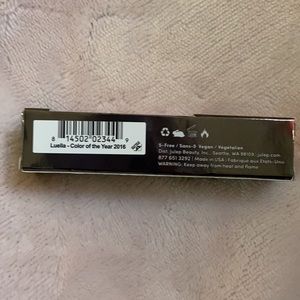 8 14502 02344 9
Luella - Color of the Year 2016
5-Free / Sans-5 Vegan / Végétalien
Dist. Julep Beauty, Inc., Seattle, WA 98109. julep.com
877 651 3292 | Made in USA / Fabriqué aux États-Unis
WARNING: Keep away from heat and flame